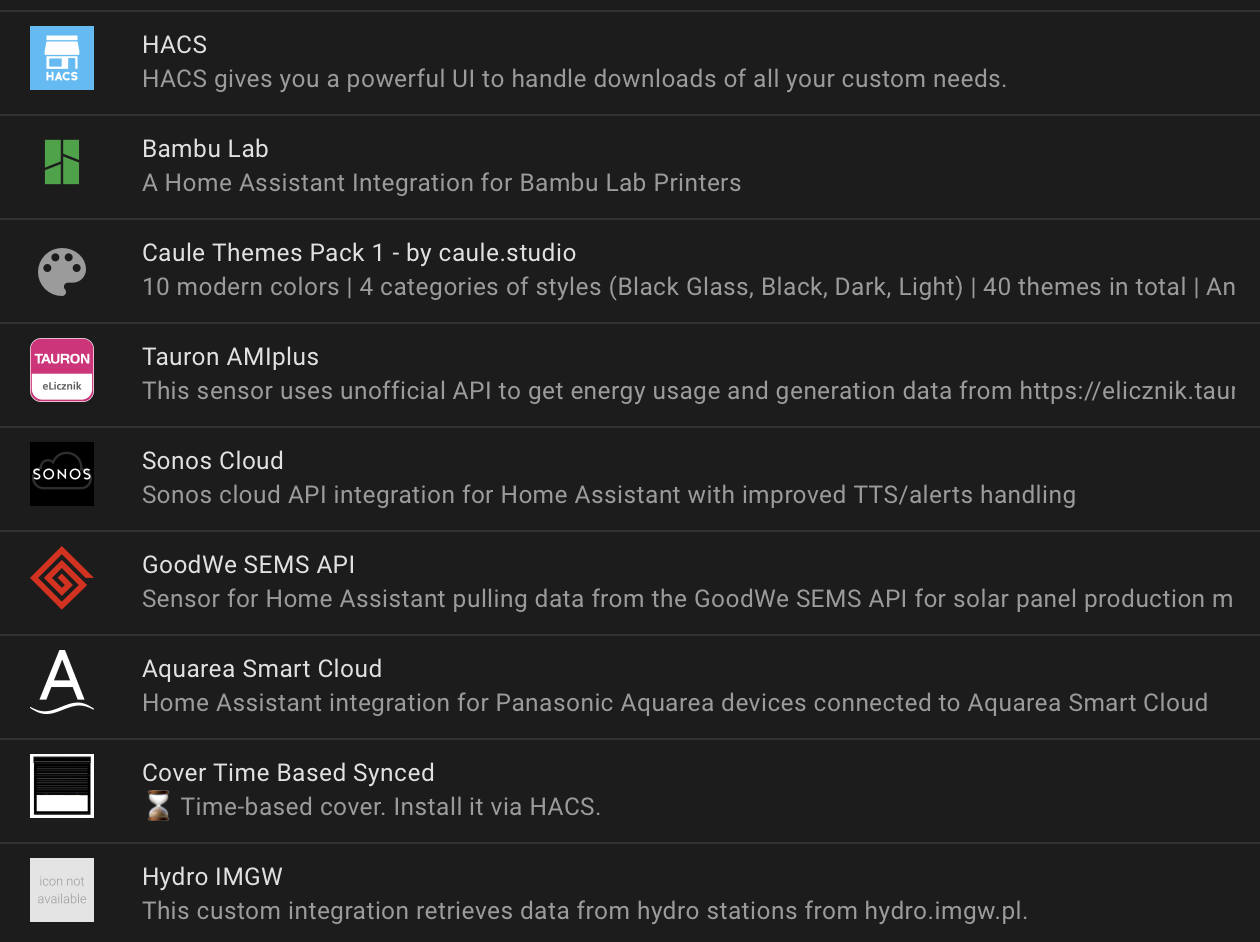 HACS
HACS
HACS gives you a powerful UI to handle downloads of all your custom needs.
Bambu Lab
A Home Assistant Integration for Bambu Lab Printers
Caule Themes Pack 1 - by caule.studio
10 modern colors | 4 categories of styles (Black Glass, Black, Dark, Light) | 40 themes in total | An
TAURON
eLicznik
Tauron AMIplus
This sensor uses unofficial API to get energy usage and generation data from https://elicznik.taur
SONOS
Sonos Cloud
Sonos cloud API integration for Home Assistant with improved TTS/alerts handling
GoodWe SEMS API
Sensor for Home Assistant pulling data from the GoodWe SEMS API for solar panel production m
A
Aquarea Smart Cloud
Home Assistant integration for Panasonic Aquarea devices connected to Aquarea Smart Cloud
Cover Time Based Synced
⏳ Time-based cover. Install it via HACS.
icon not
available
Hydro IMGW
This custom integration retrieves data from hydro stations from hydro.imgw.pl.